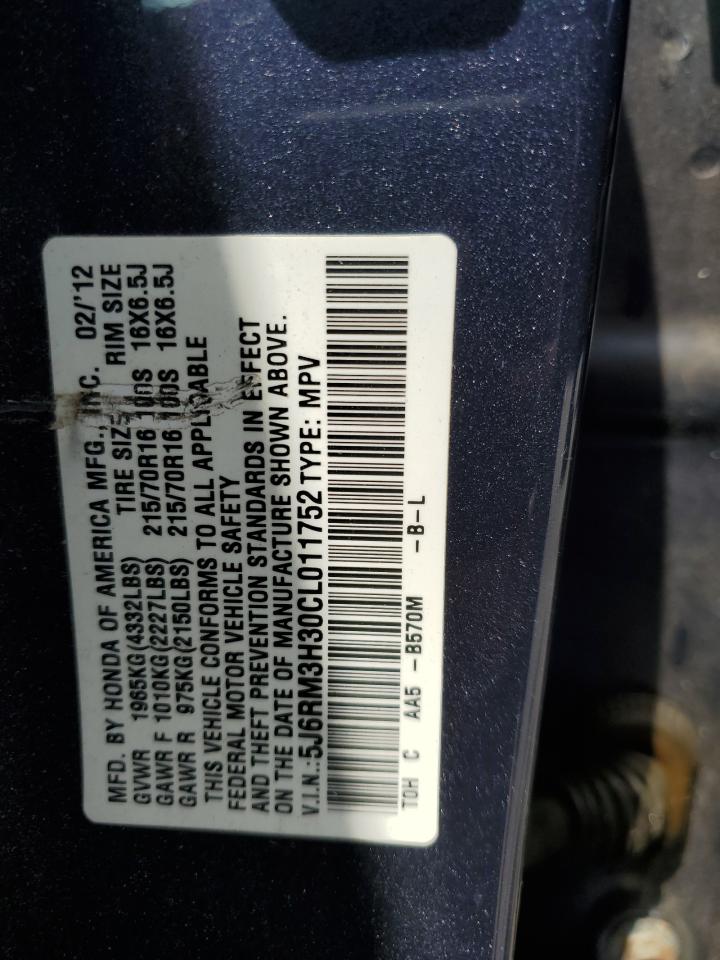 MFD. BY HONDA OF AMERICA MFG., INC. 02/'12
GVWR 1965KG(4332LBS) TIRE SIZE RIM SIZE
GAWR F 1010KG(2227LBS) 215/70R16 100S 16X6.5J
GAWR R 975KG(2150LBS) 215/70R16 100S 16X6.5J
THIS VEHICLE CONFORMS TO ALL APPLICABLE
FEDERAL MOTOR VEHICLE SAFETY
AND THEFT PREVENTION STANDARDS IN EFFECT
ON THE DATE OF MANUFACTURE SHOWN ABOVE.
V.I.N.:5J6RM3H30CL011752 TYPE: MPV
TOH C AA5 -B570M -B-L